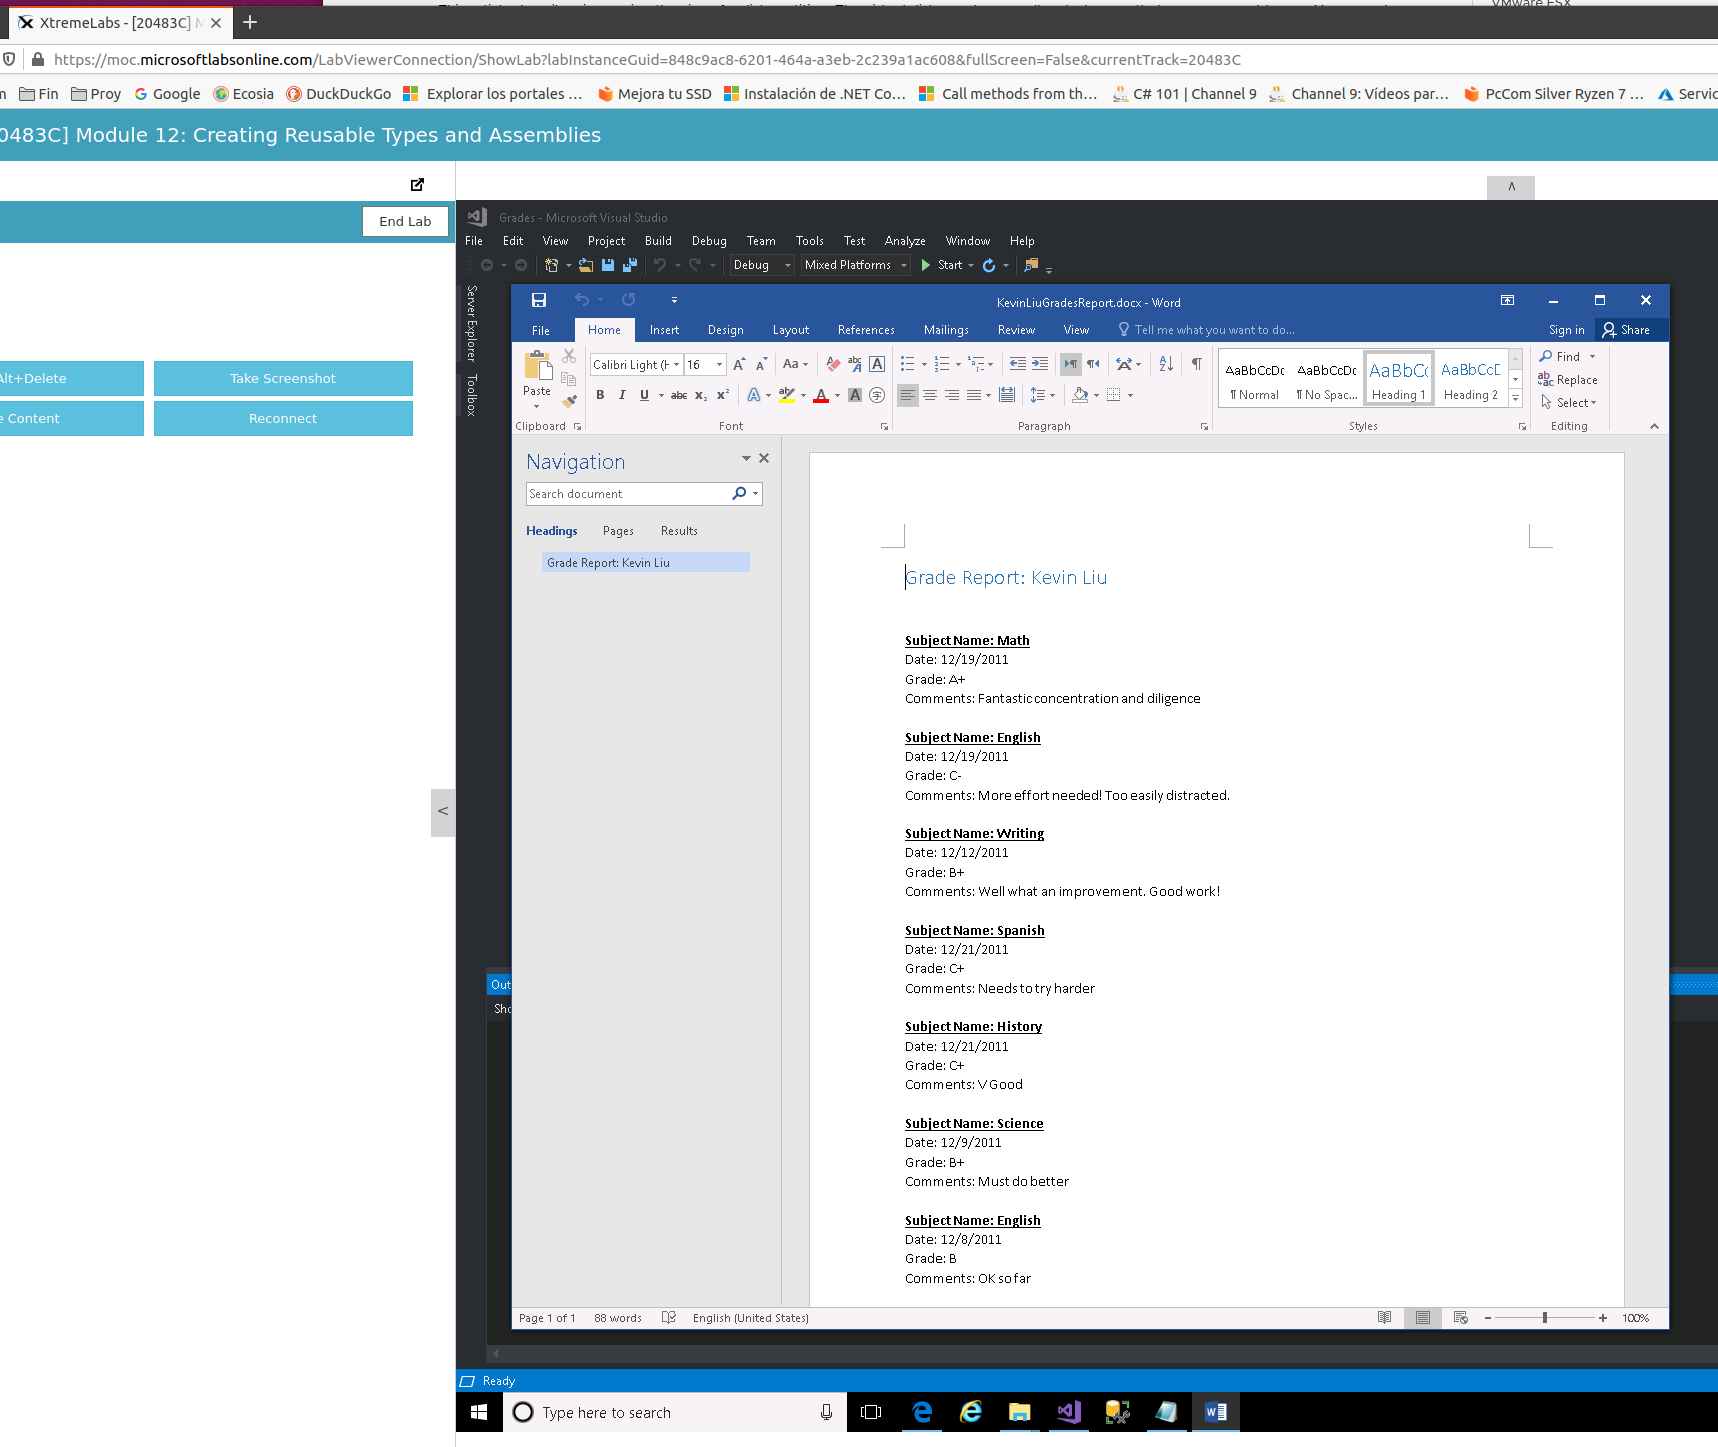 XtremeLabs - [20483C] M
https://moc.microsoftlabsonline.com/LabViewerConnection/ShowLab?labInstanceGuid=848c9ac8-6201-464a-a3eb-2c239a1ac608&fullScreen=False&currentTrack=20483C
Fin Proy Google Ecosia DuckDuckGo Explorar los portales ... Mejora tu SSD Instalación de .NET Co... Call methods from th... C# 101 | Channel 9 Channel 9: Vídeos par... PcCom Silver Ryzen 7 ... Servic
0483C] Module 12: Creating Reusable Types and Assemblies
End Lab
Grades - Microsoft Visual Studio
File Edit View Project Build Debug Team Tools Test Analyze Window Help
Debug Mixed Platforms Start
Server Explorer
Toolbox
Alt+Delete Take Screenshot
e Content Reconnect
KevinLiuGradesReport.docx - Word
File Home Insert Design Layout References Mailings Review View Tell me what you want to do... Sign in Share
Paste
Calibri Light (H 16
AaBbCcDc AaBbCcDc AaBbCc AaBbCcD
¶ Normal ¶ No Spac... Heading 1 Heading 2
Find
Replace
Select
Clipboard Font Paragraph Styles Editing
Navigation
Search document
Headings Pages Results
Grade Report: Kevin Liu
Grade Report: Kevin Liu
Subject Name: Math
Date: 12/19/2011
Grade: A+
Comments: Fantastic concentration and diligence
Subject Name: English
Date: 12/19/2011
Grade: C-
Comments: More effort needed! Too easily distracted.
Subject Name: Writing
Date: 12/12/2011
Grade: B+
Comments: Well what an improvement. Good work!
Subject Name: Spanish
Date: 12/21/2011
Grade: C+
Comments: Needs to try harder
Subject Name: History
Date: 12/21/2011
Grade: C+
Comments: V Good
Subject Name: Science
Date: 12/9/2011
Grade: B+
Comments: Must do better
Subject Name: English
Date: 12/8/2011
Grade: B
Comments: OK so far
Out
Sho
Page 1 of 1 88 words English (United States) 100%
Ready
Type here to search